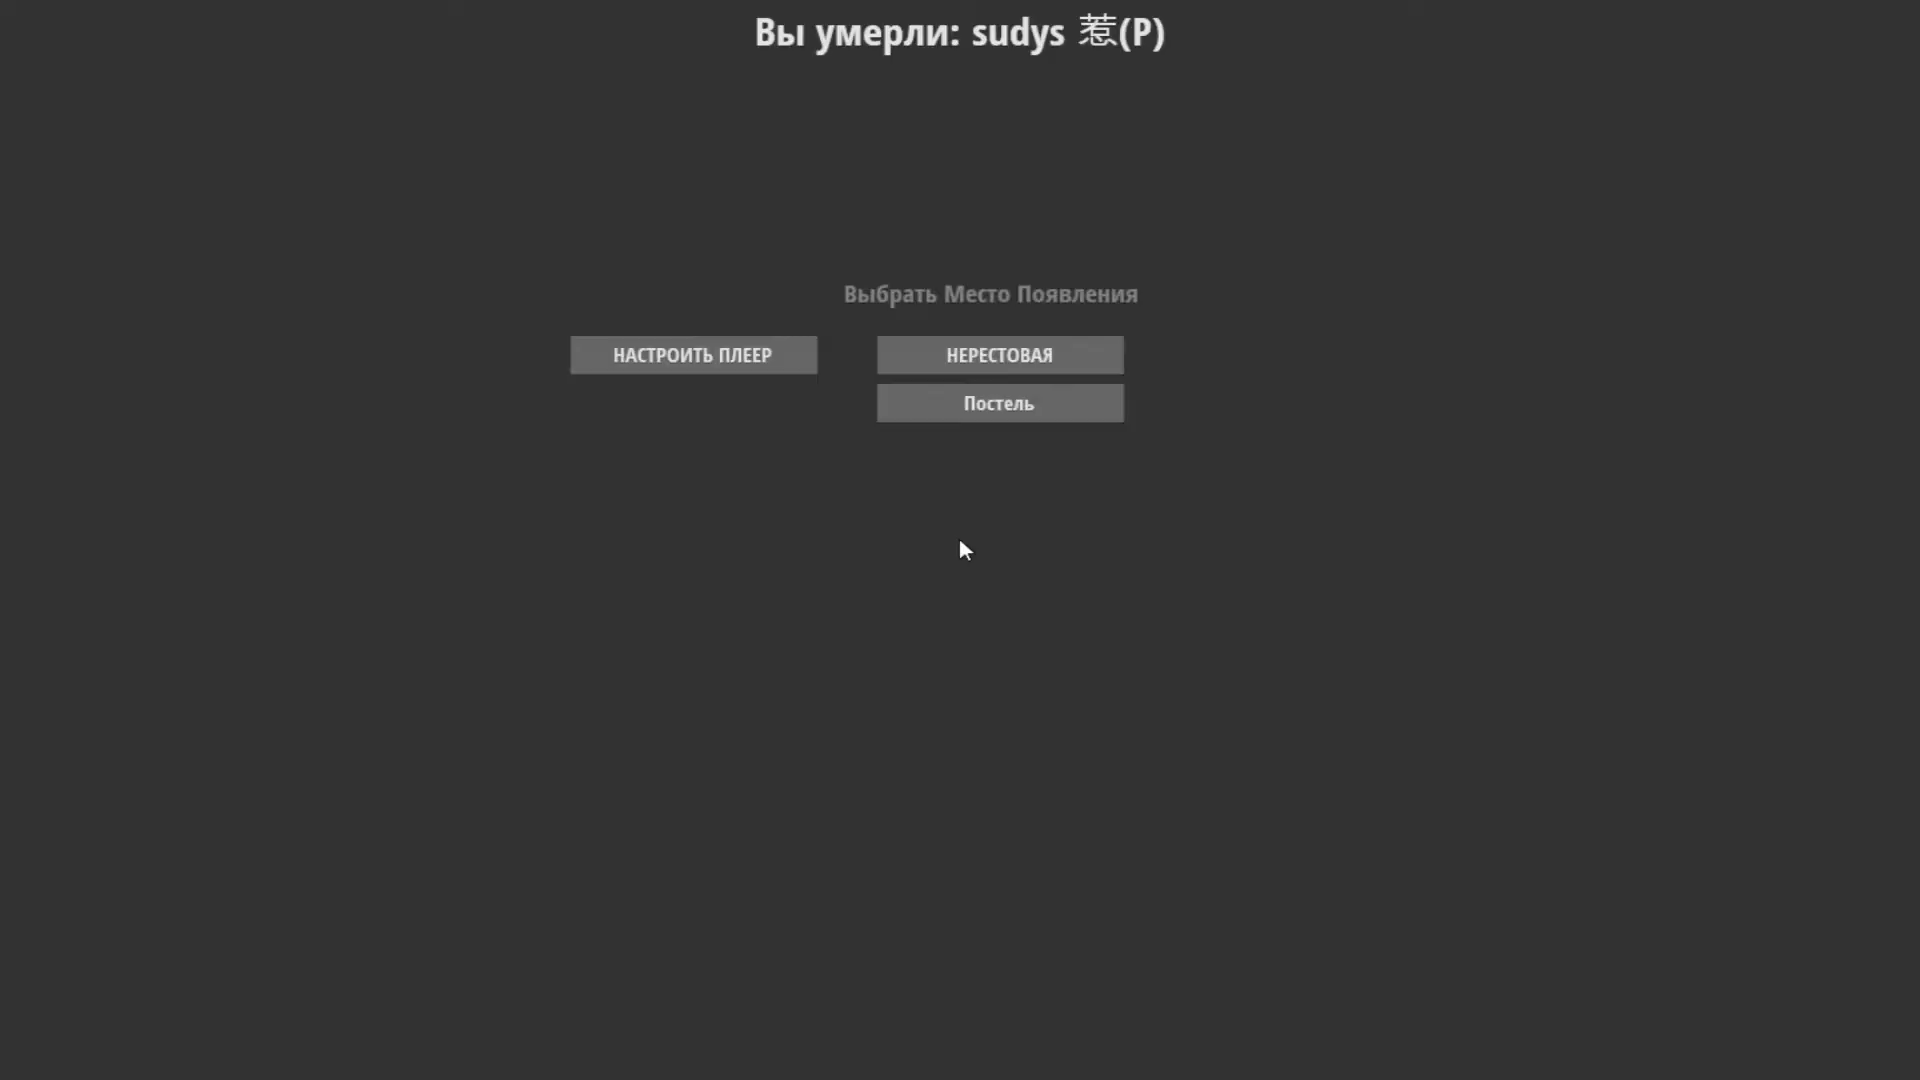 Вы умерли: sudys 惹(P)
Выбрать Место Появления
НАСТРОИТЬ ПЛЕЕР
НЕРЕСТОВАЯ
Постель